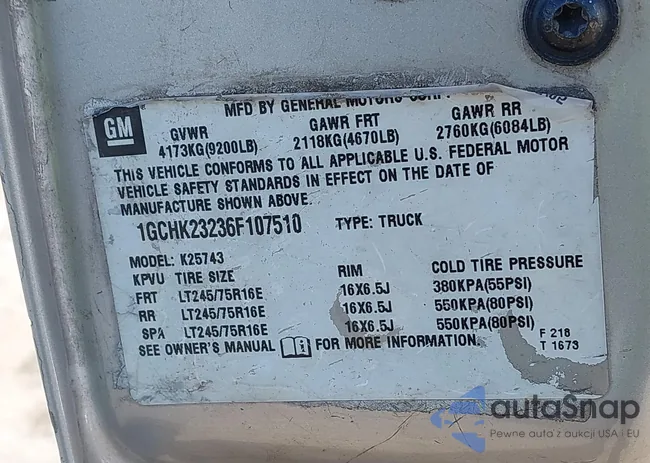 MFD BY GENERAL MOTORS CORP
GM
GVWR GAWR FRT GAWR RR
4173KG(9200LB) 2118KG(4670LB) 2760KG(6084LB)
THIS VEHICLE CONFORMS TO ALL APPLICABLE U.S. FEDERAL MOTOR
VEHICLE SAFETY STANDARDS IN EFFECT ON THE DATE OF
MANUFACTURE SHOWN ABOVE.
1GCHK23236F107510 TYPE: TRUCK
MODEL: K25743
KPVU TIRE SIZE RIM COLD TIRE PRESSURE
FRT LT245/75R16E 16X6.5J 380KPA(55PSI)
RR LT245/75R16E 16X6.5J 550KPA(80PSI)
SPA LT245/75R16E 16X6.5J 550KPA(80PSI)
SEE OWNER'S MANUAL FOR MORE INFORMATION.
F 218
T 1673
autaSnap
Pewne auta z aukcji USA i EU